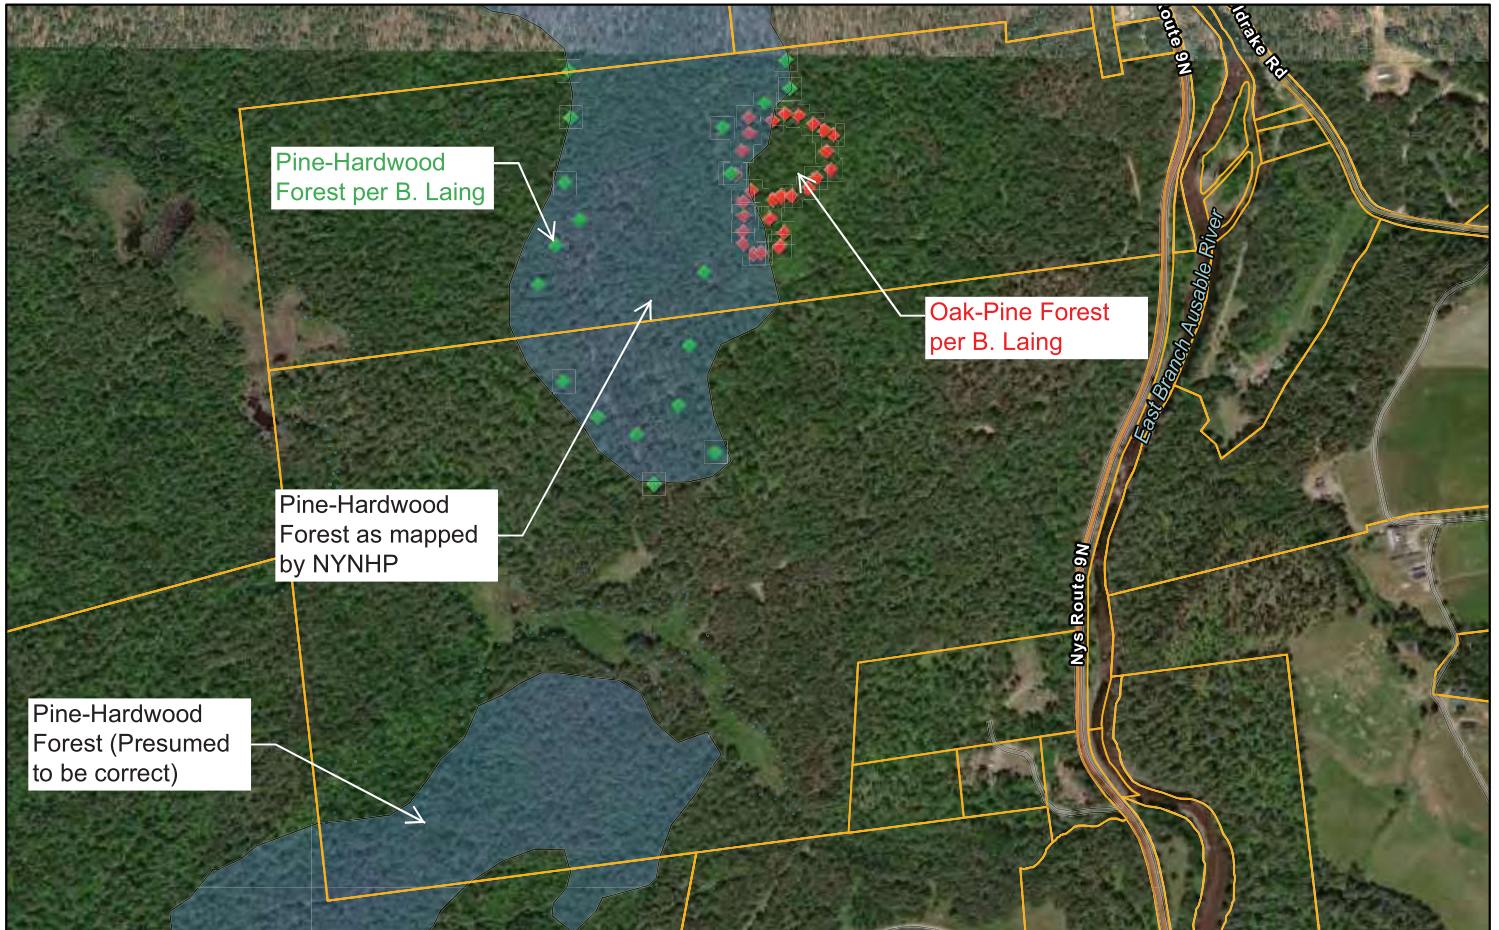 Route 9N
ldrake Rd
Pine-Hardwood
Forest per B. Laing
East Branch Ausable River
Oak-Pine Forest
per B. Laing
Pine-Hardwood
Forest as mapped
by NYNHP
Nys Route 9N
Pine-Hardwood
Forest (Presumed
to be correct)